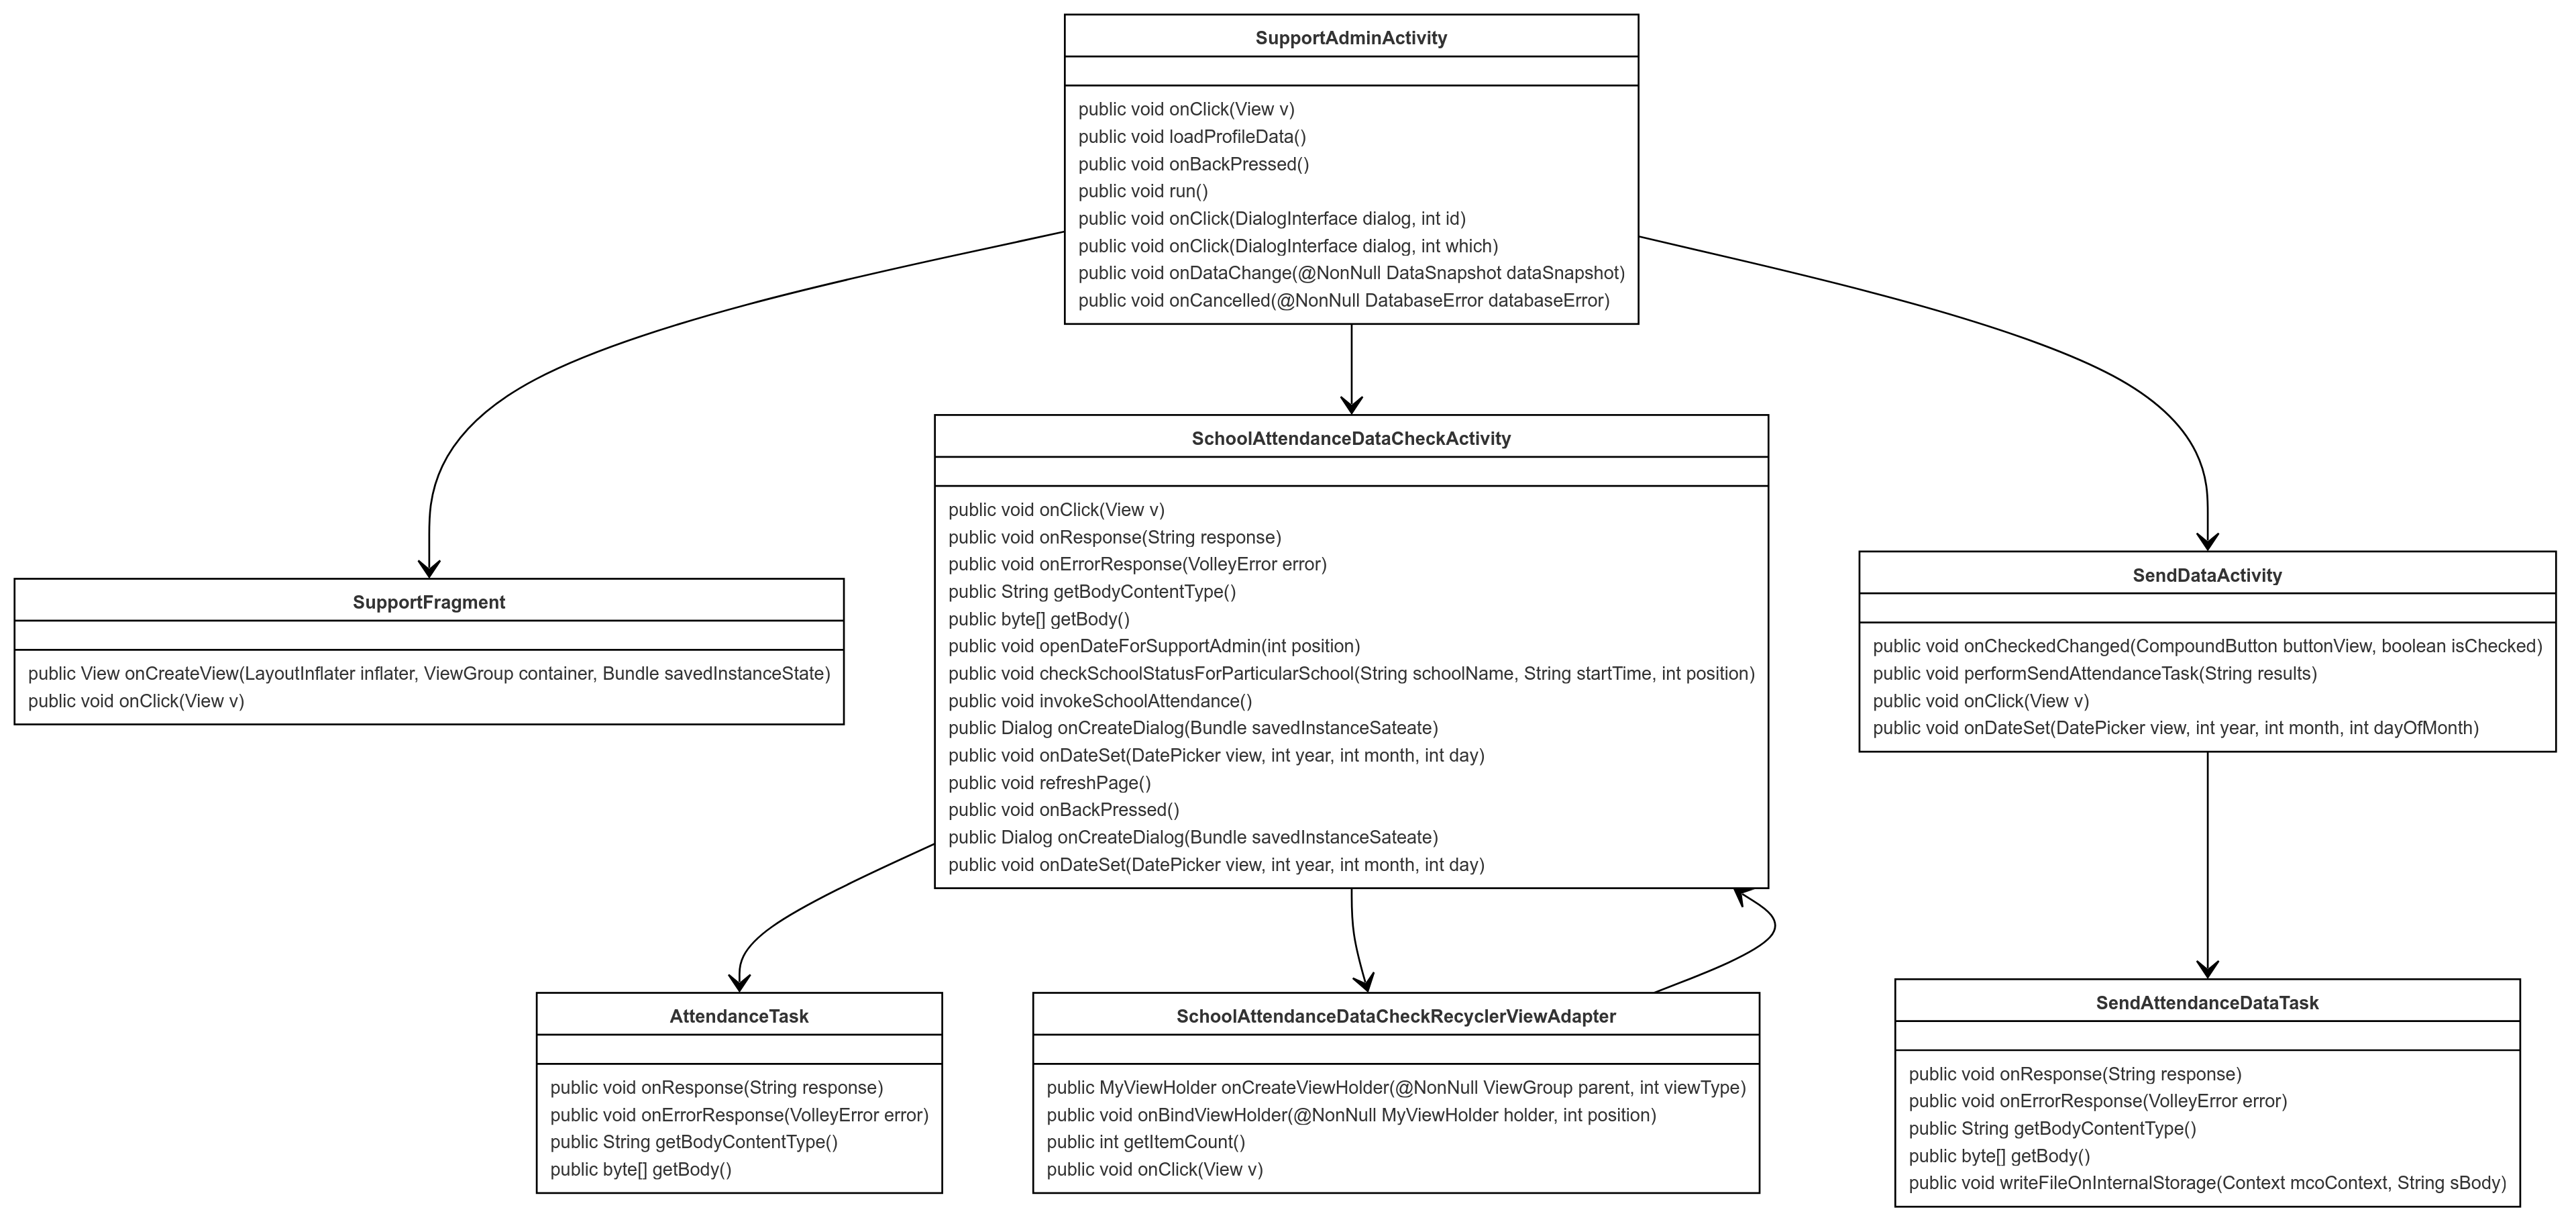 SupportAdminActivity
public void onClick(View v)
public void loadProfileData()
public void onBackPressed()
public void run()
public void onClick(DialogInterface dialog, int id)
public void onClick(DialogInterface dialog, int which)
public void onDataChange(@NonNull DataSnapshot dataSnapshot)
public void onCancelled(@NonNull DatabaseError databaseError)
SupportFragment
public View onCreateView(LayoutInflater inflater, ViewGroup container, Bundle savedInstanceState)
public void onClick(View v)
SchoolAttendanceDataCheckActivity
public void onClick(View v)
public void onResponse(String response)
public void onErrorResponse(VolleyError error)
public String getBodyContentType()
public byte[] getBody()
public void openDateForSupportAdmin(int position)
public void checkSchoolStatusForParticularSchool(String schoolName, String startTime, int position)
public void invokeSchoolAttendance()
public Dialog onCreateDialog(Bundle savedInstanceSateate)
public void onDateSet(DatePicker view, int year, int month, int day)
public void refreshPage()
public void onBackPressed()
public Dialog onCreateDialog(Bundle savedInstanceSateate)
public void onDateSet(DatePicker view, int year, int month, int day)
SendDataActivity
public void onCheckedChanged(CompoundButton buttonView, boolean isChecked)
public void performSendAttendanceTask(String results)
public void onClick(View v)
public void onDateSet(DatePicker view, int year, int month, int dayOfMonth)
AttendanceTask
public void onResponse(String response)
public void onErrorResponse(VolleyError error)
public String getBodyContentType()
public byte[] getBody()
SchoolAttendanceDataCheckRecyclerViewAdapter
public MyViewHolder onCreateViewHolder(@NonNull ViewGroup parent, int viewType)
public void onBindViewHolder(@NonNull MyViewHolder holder, int position)
public int getItemCount()
public void onClick(View v)
SendAttendanceDataTask
public void onResponse(String response)
public void onErrorResponse(VolleyError error)
public String getBodyContentType()
public byte[] getBody()
public void writeFileOnInternalStorage(Context mcoContext, String sBody)